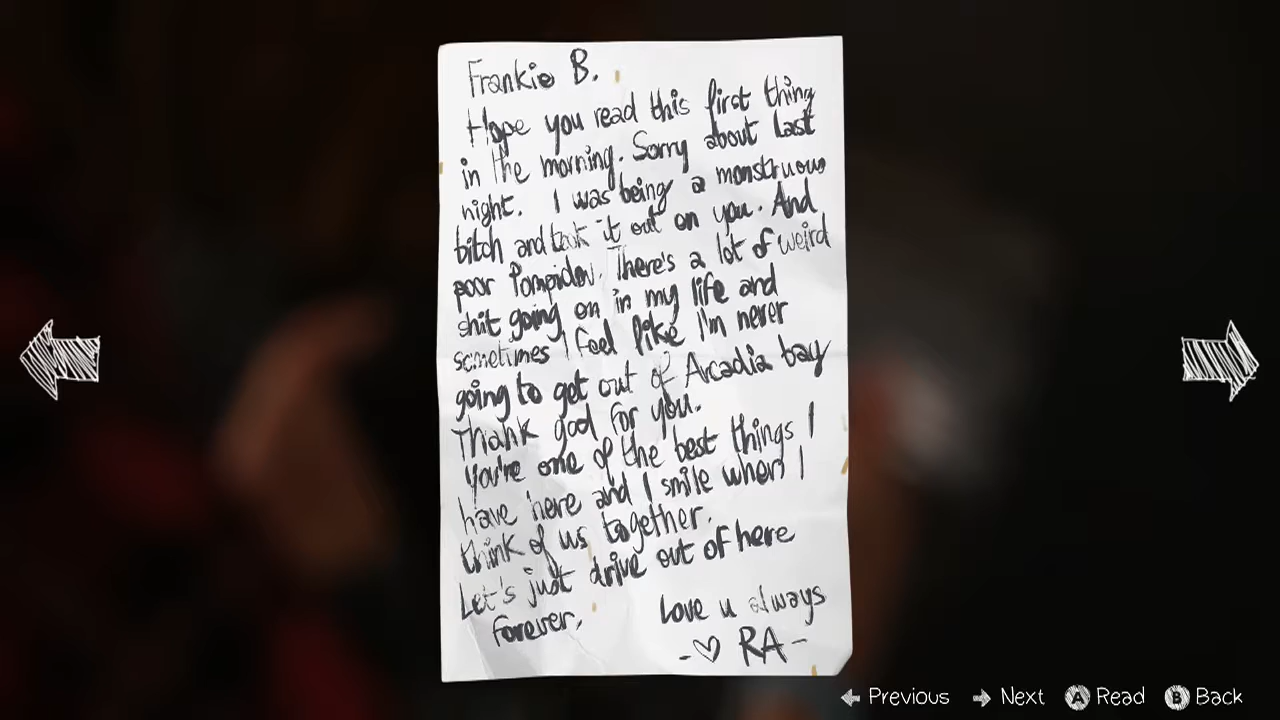 Frankie B.
Hope you read this first thing
in the morning. Sorry about last
night. I was being a monstruous
bitch and took it out on you. And
poor Pompidou. There's a lot of weird
shit going on in my life and
sometimes I feel like I'm never
going to get out of Arcadia bay
Thank god for you.
You're one of the best things I
have here and I smile when I
think of us together.
Let's just drive out of here
forever.
Love u always
-♡ RA-
Previous Next A Read B Back